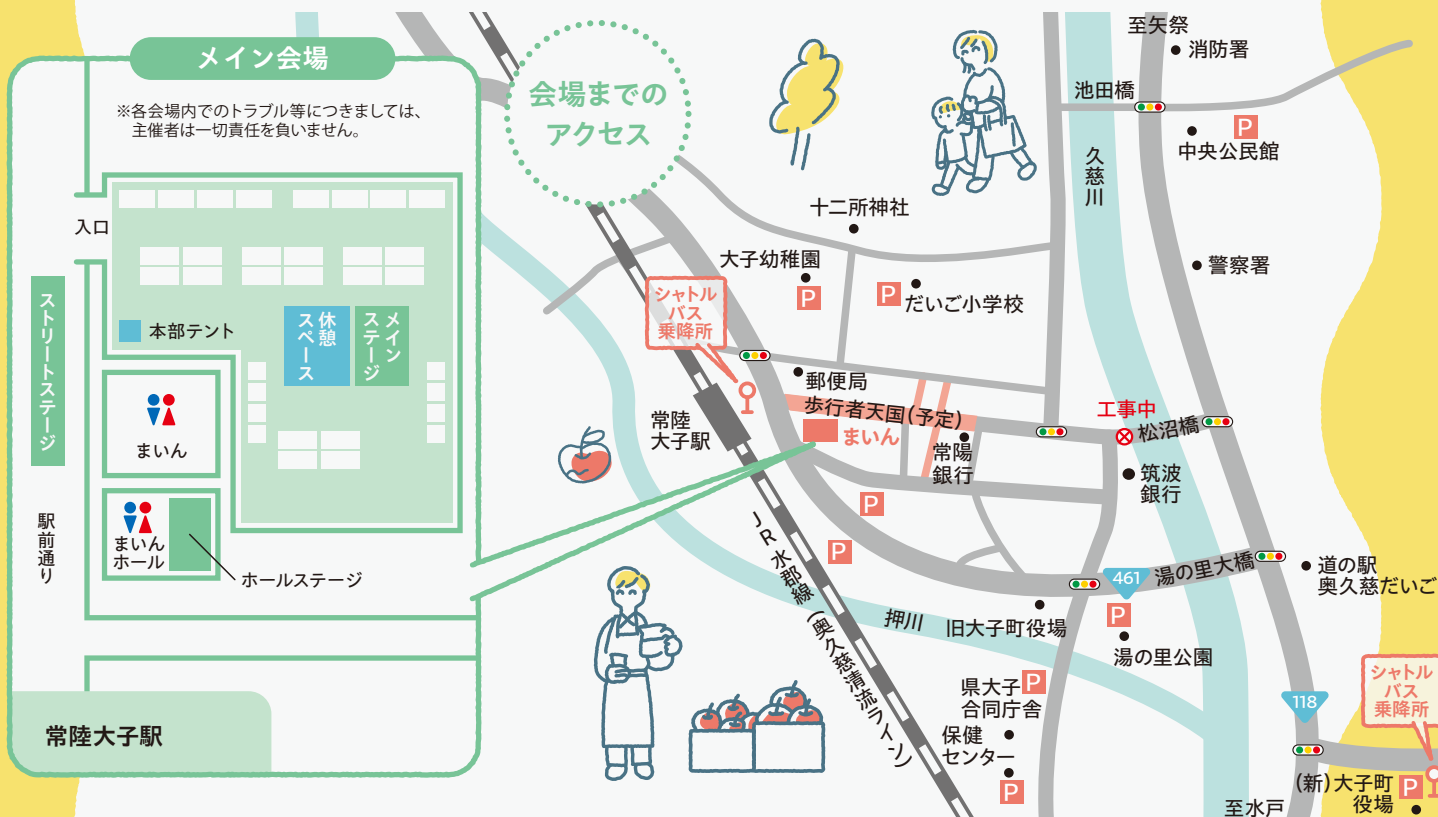 メイン会場
※各会場内でのトラブル等につきましては、
主催者は一切責任を負いません。
入口
ストリートステージ
本部テント
休憩
スペース
メイン
ステージ
まいん
まいん
ホール
ホールステージ
駅前通り
常陸大子駅
会場までの
アクセス
至矢祭
消防署
池田橋
P
中央公民館
久慈川
十二所神社
大子幼稚園
P
P
だいご小学校
警察署
シャトル
バス
乗降所
郵便局
歩行者天国(予定)
まいん
常陸
大子駅
常陽
銀行
工事中
松沼橋
筑波
銀行
P
P
JR水郡線(奥久慈清流ライン)
461
湯の里大橋
道の駅
奥久慈だいご
押川
旧大子町役場
P
湯の里公園
県大子
合同庁舎
P
保健
センター
P
118
シャトル
バス
乗降所
(新)大子町
役場
P
至水戸